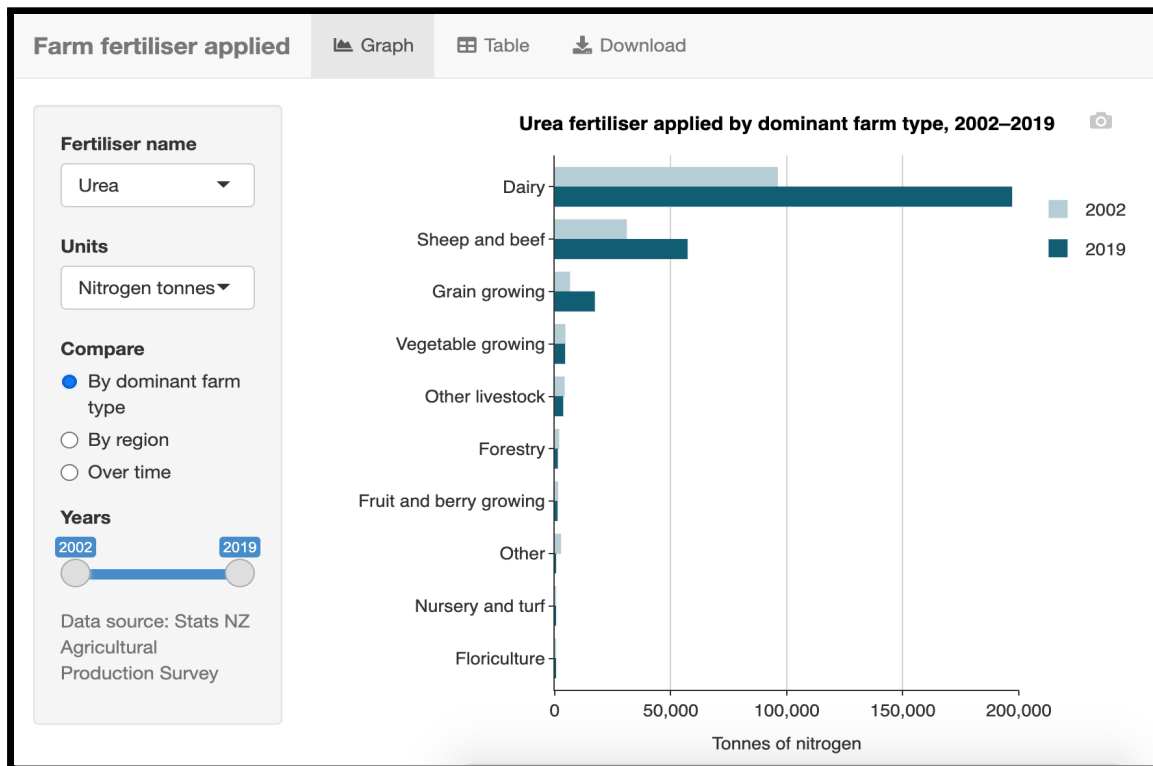 Farm fertiliser applied
Graph
Table
Download
Fertiliser name
Urea
Units
Nitrogen tonnes
Compare
By dominant farm
type
By region
Over time
Years
2002
2019
Data source: Stats NZ
Agricultural
Production Survey
Urea fertiliser applied by dominant farm type, 2002–2019
Dairy
Sheep and beef
Grain growing
Vegetable growing
Other livestock
Forestry
Fruit and berry growing
Other
Nursery and turf
Floriculture
0
50,000
100,000
150,000
200,000
Tonnes of nitrogen
2002
2019